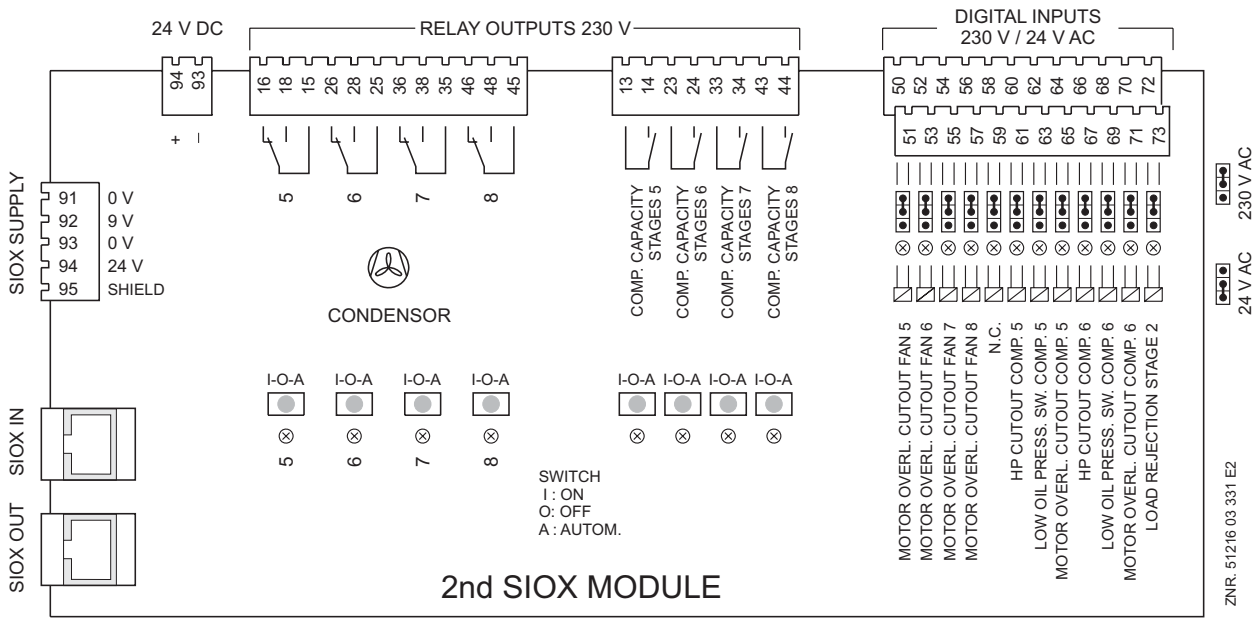 24 V DC
RELAY OUTPUTS 230 V
DIGITAL INPUTS
230 V / 24 V AC
94 93
16 18 15 26 28 25 36 38 35 46 48 45
13 14 23 24 33 34 43 44
50 52 54 56 58 60 62 64 66 68 70 72
51 53 55 57 59 61 63 65 67 69 71 73
+ –
5 6 7 8
SIOX SUPPLY
91 0 V
92 9 V
93 0 V
94 24 V
95 SHIELD
COMP. CAPACITY
STAGES 5
COMP. CAPACITY
STAGES 6
COMP. CAPACITY
STAGES 7
COMP. CAPACITY
STAGES 8
230 V AC
24 V AC
CONDENSOR
MOTOR OVERL. CUTOUT FAN 5
MOTOR OVERL. CUTOUT FAN 6
MOTOR OVERL. CUTOUT FAN 7
MOTOR OVERL. CUTOUT FAN 8
N.C.
HP CUTOUT COMP. 5
LOW OIL PRESS. SW. COMP. 5
MOTOR OVERL. CUTOUT COMP. 5
HP CUTOUT COMP. 6
LOW OIL PRESS. SW. COMP. 6
MOTOR OVERL. CUTOUT COMP. 6
LOAD REJECTION STAGE 2
I-O-A I-O-A I-O-A I-O-A I-O-A I-O-A I-O-A I-O-A
5 6 7 8
SIOX IN
SIOX OUT
SWITCH
I : ON
O: OFF
A : AUTOM.
2nd SIOX MODULE
ZNR. 51216 03 331 E2